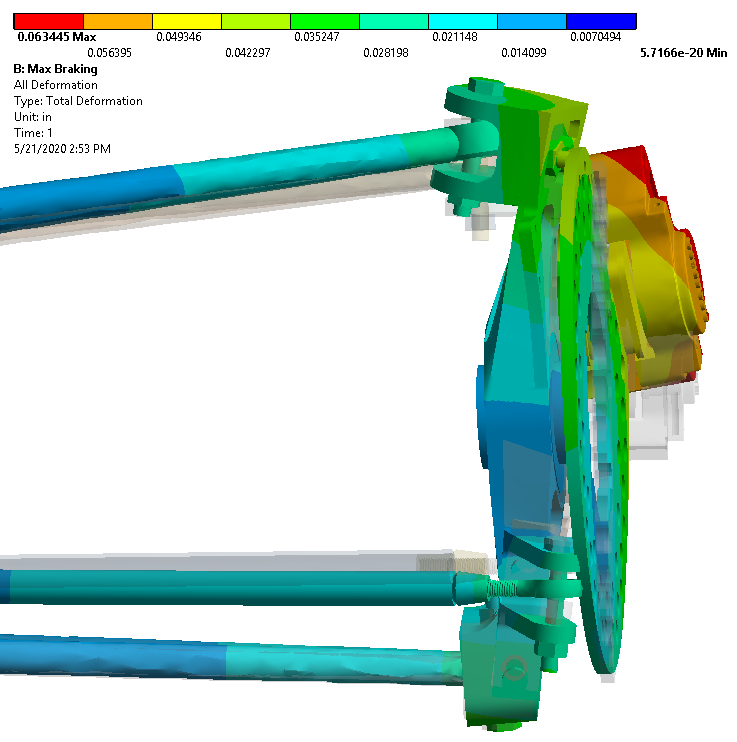 0.063445 Max 0.049346 0.035247 0.021148 0.0070494
0.056395 0.042297 0.028198 0.014099 5.7166e-20 Min
B: Max Braking
All Deformation
Type: Total Deformation
Unit: in
Time: 1
5/21/2020 2:53 PM